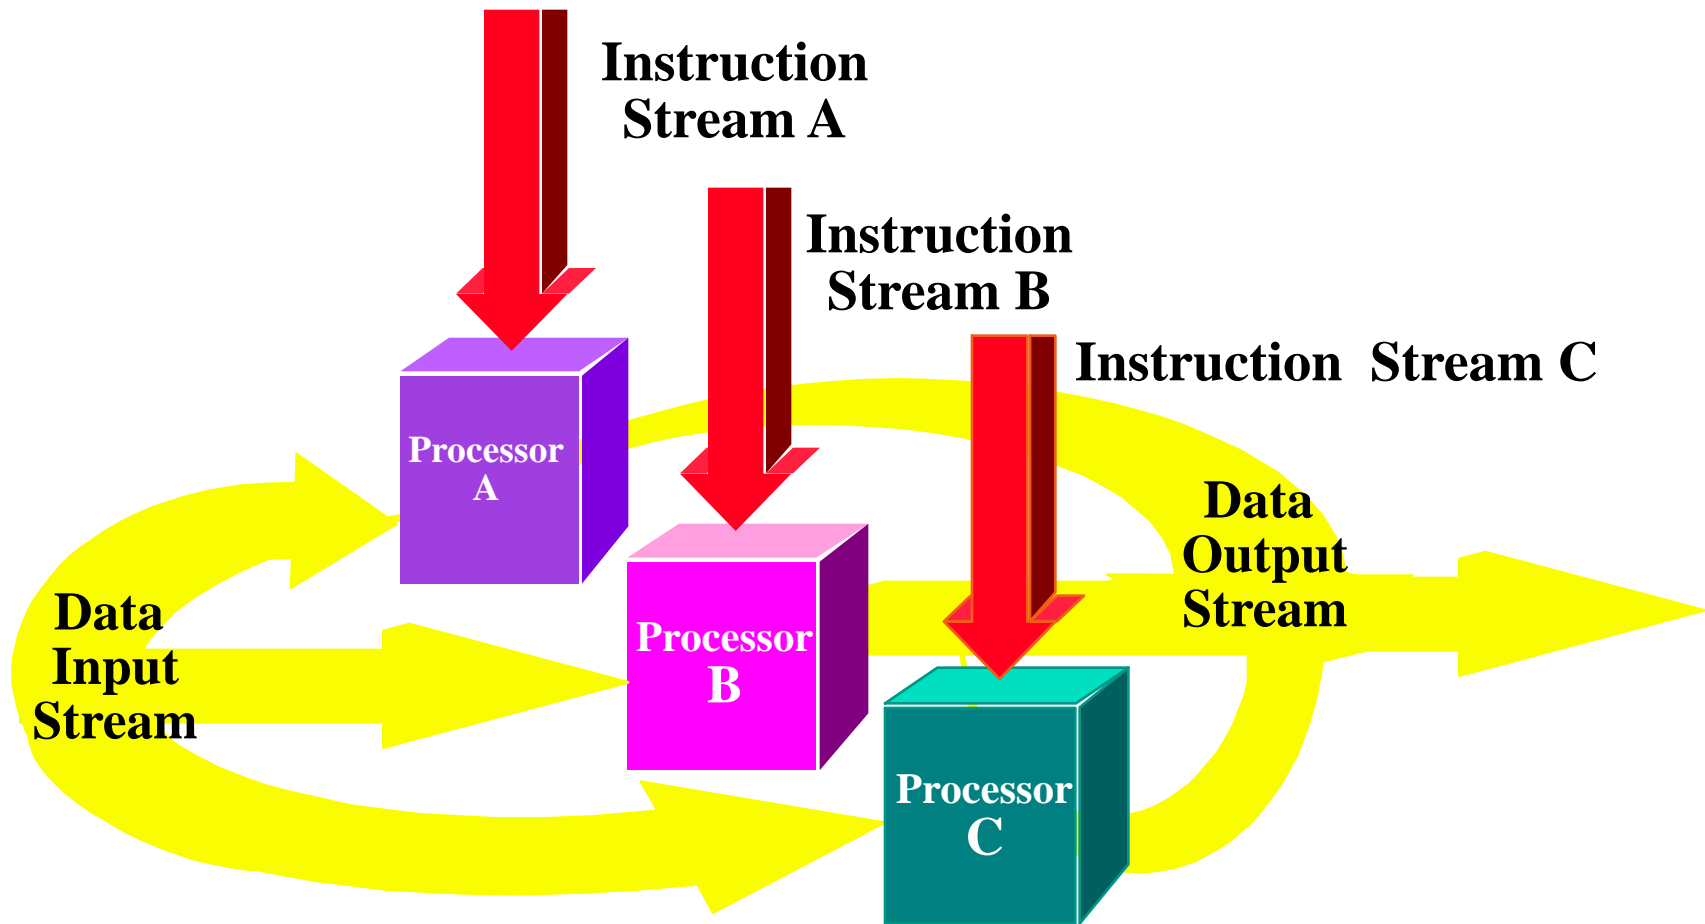 Instruction
Stream A
Instruction
Stream B
Instruction Stream C
Processor
A
Data
Output
Stream
Data
Input
Stream
Processor
B
Processor
C